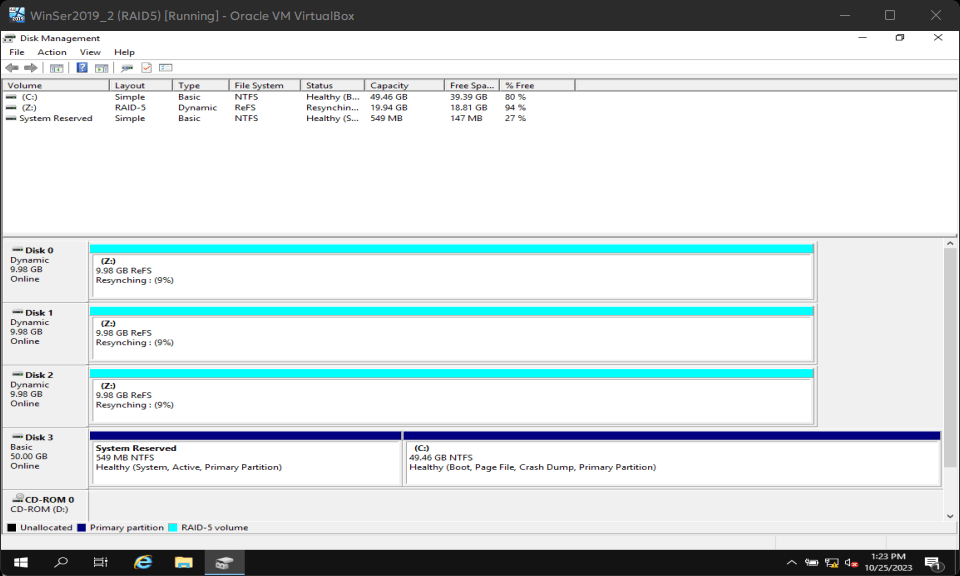 WinSer2019_2 (RAID5) [Running] - Oracle VM VirtualBox
Disk Management
File Action View Help
Volume Layout Type File System Status Capacity Free Spa... % Free
(C:) Simple Basic NTFS Healthy (B... 49.46 GB 39.39 GB 80 %
(Z:) RAID-5 Dynamic ReFS Resynchin... 19.94 GB 18.81 GB 94 %
System Reserved Simple Basic NTFS Healthy (S... 549 MB 147 MB 27 %
Disk 0
Dynamic
9.98 GB
Online
(Z:)
9.98 GB ReFS
Resynching : (9%)
Disk 1
Dynamic
9.98 GB
Online
(Z:)
9.98 GB ReFS
Resynching : (9%)
Disk 2
Dynamic
9.98 GB
Online
(Z:)
9.98 GB ReFS
Resynching : (9%)
Disk 3
Basic
50.00 GB
Online
System Reserved
549 MB NTFS
Healthy (System, Active, Primary Partition)
(C:)
49.46 GB NTFS
Healthy (Boot, Page File, Crash Dump, Primary Partition)
CD-ROM 0
CD-ROM (D:)
Unallocated Primary partition RAID-5 volume
1:23 PM
10/25/2023
1